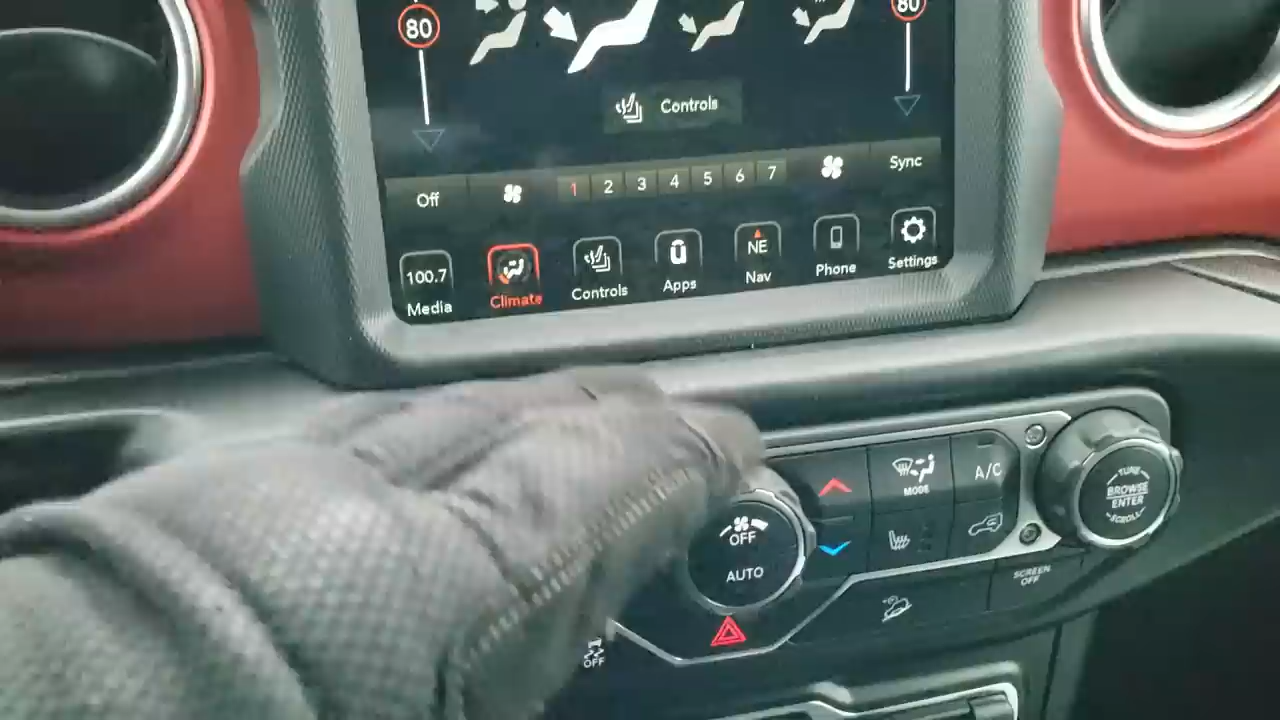 80
80
Controls
Off
1 2 3 4 5 6 7
Sync
100.7
Media
Climate
Controls
Apps
NE
Nav
Phone
Settings
MODE
A/C
TUNE
BROWSE
ENTER
SCROLL
OFF
AUTO
SCREEN
OFF
OFF